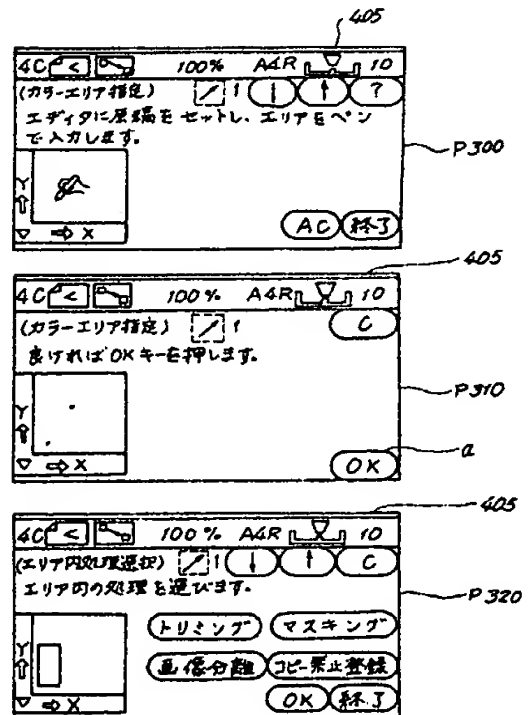 405
4C < 100% A4R 10
(カラーエリア指定) 1 ↓ ↑ ?
エディタに原稿をセットし、エリアをペン
で入力します。
P300
Y
⇧
▽ ⇨ X
AC 終了
405
4C < 100% A4R 10
(カラーエリア指定) 1 C
良ければOKキーを押します。
P310
Y
⇧
▽ ⇨ X
OK
a
405
4C < 100% A4R 10
(エリア内処理選択) 1 ↓ ↑ C
エリア内の処理を選びます。
P320
トリミング マスキング
画像分離 コピー禁止登録
Y
⇧
▽ ⇨ X
OK 終了